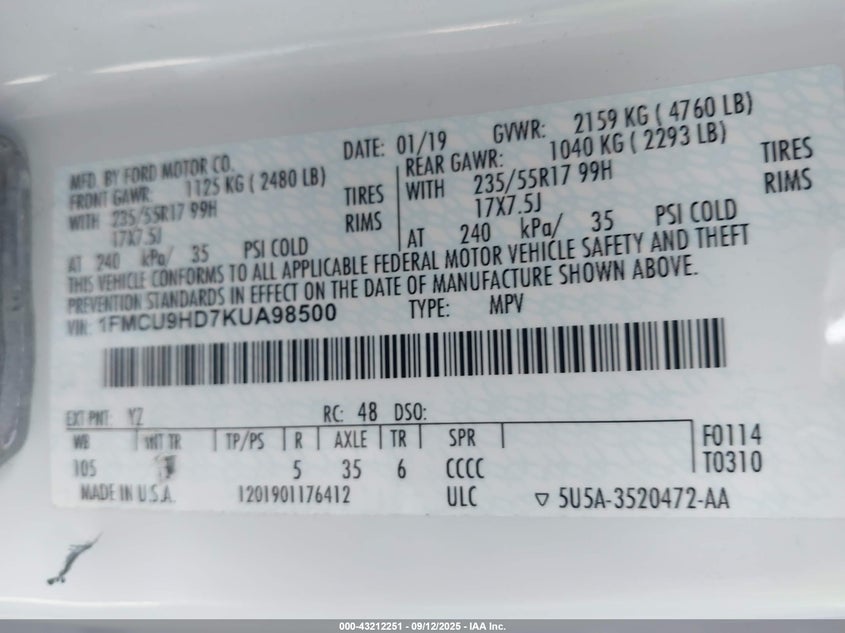 MFD. BY FORD MOTOR CO. DATE: 01/19 GVWR: 2159 KG ( 4760 LB)
FRONT GAWR: 1125 KG ( 2480 LB) REAR GAWR: 1040 KG ( 2293 LB)
WITH 235/55R17 99H TIRES WITH 235/55R17 99H TIRES
17X7.5J RIMS 17X7.5J RIMS
AT 240 kPa/ 35 PSI COLD AT 240 kPa/ 35 PSI COLD
THIS VEHICLE CONFORMS TO ALL APPLICABLE FEDERAL MOTOR VEHICLE SAFETY AND THEFT
PREVENTION STANDARDS IN EFFECT ON THE DATE OF MANUFACTURE SHOWN ABOVE.
VIN: 1FMCU9HD7KUA98500 TYPE: MPV
EXT PNT: YZ RC: 48 DSO:
WB INT TR TP/PS R AXLE TR SPR F0114
105 5 35 6 CCCC T0310
MADE IN U.S.A. 1201901176412 ULC ▽ 5U5A-3520472-AA
000-43212251 - 09/12/2025 - IAA Inc.